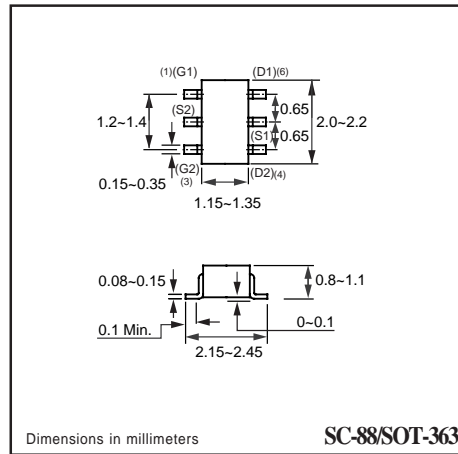 (1)(G1) (D1)(6)
(S2) 0.65
1.2~1.4 2.0~2.2
(S1) 0.65
(G2) (D2)(4)
0.15~0.35 (3)
1.15~1.35
0.08~0.15 0.8~1.1
0.1 Min. 0~0.1
2.15~2.45
Dimensions in millimeters SC-88/SOT-363